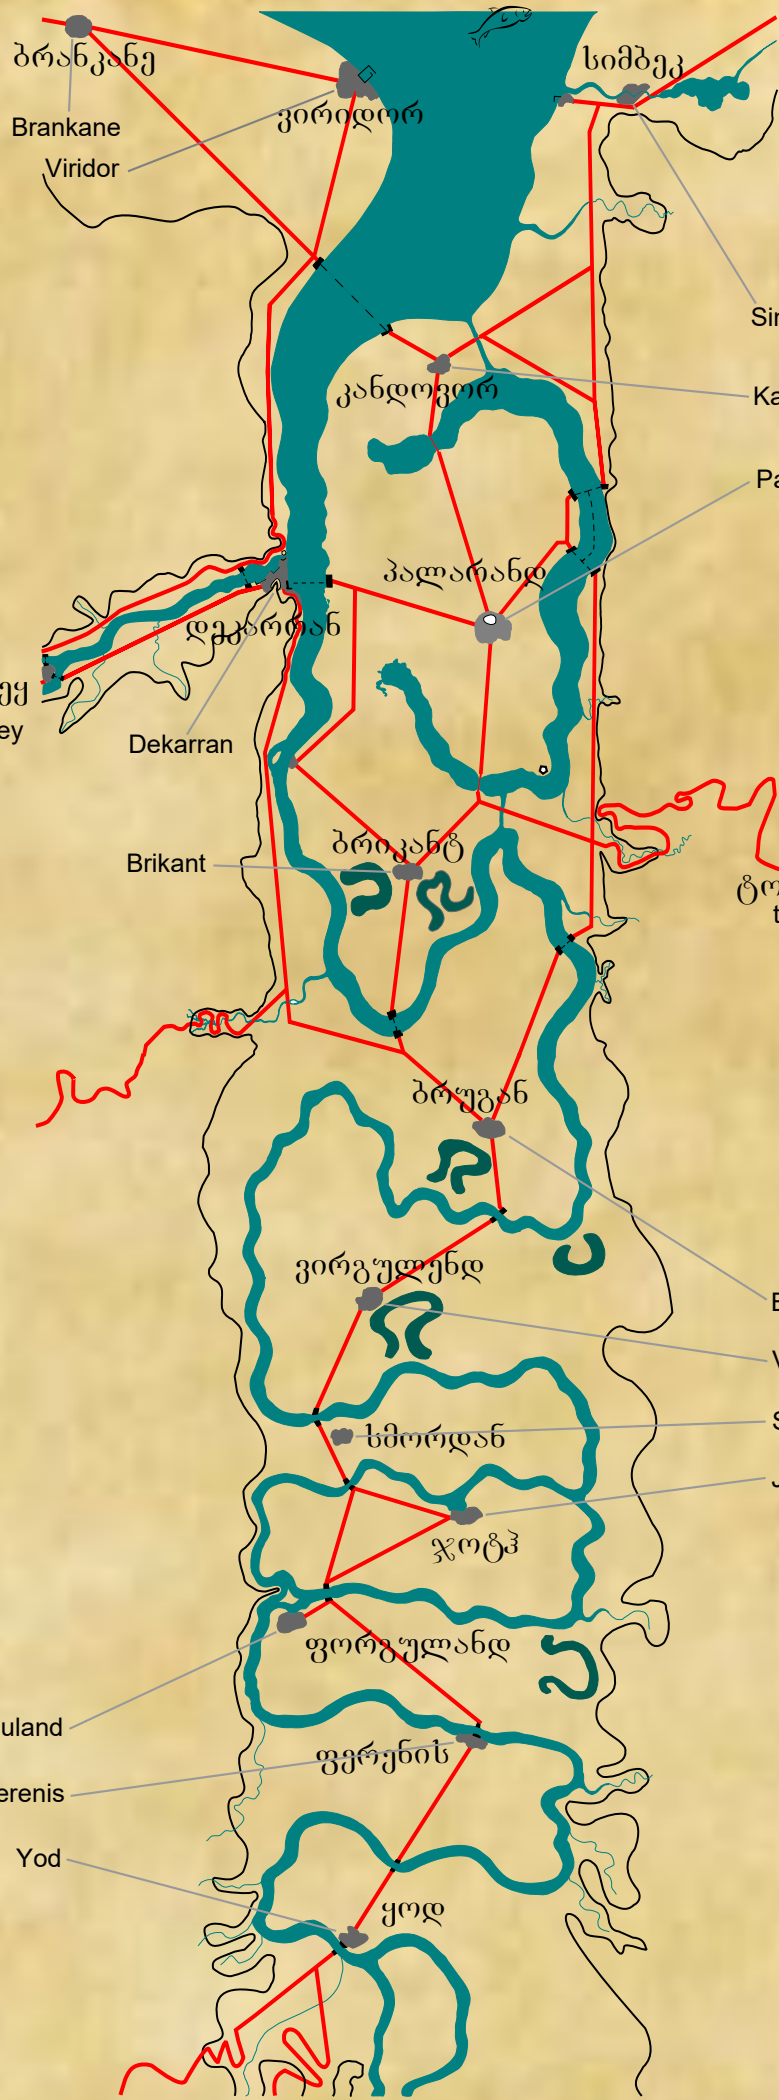 ბრანკანე
სიმბეკ
ვირიდორ
Brankane
Viridor
კანდოვორ
პალარანდ
დეკარრან
Dekarran
ბრიკანტ
Brikant
ბრუგან
ვირგულენდ
სმორდან
ჯოტჰ
ფორგულანდ
ფერენის
Yod
ყოდ